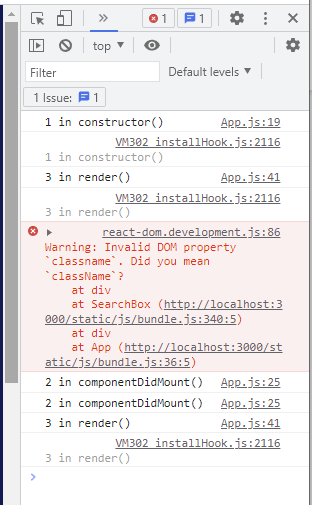 1 1
top
Filter Default levels
1 Issue: 1
1 in constructor() App.js:19
VM302 installHook.js:2116
1 in constructor()
3 in render() App.js:41
VM302 installHook.js:2116
3 in render()
react-dom.development.js:86
Warning: Invalid DOM property
`classname`. Did you mean
`className`?
at div
at SearchBox (http://localhost:3
000/static/js/bundle.js:340:5)
at div
at App (http://localhost:3000/st
atic/js/bundle.js:36:5)
2 in componentDidMount() App.js:25
2 in componentDidMount() App.js:25
3 in render() App.js:41
VM302 installHook.js:2116
3 in render()